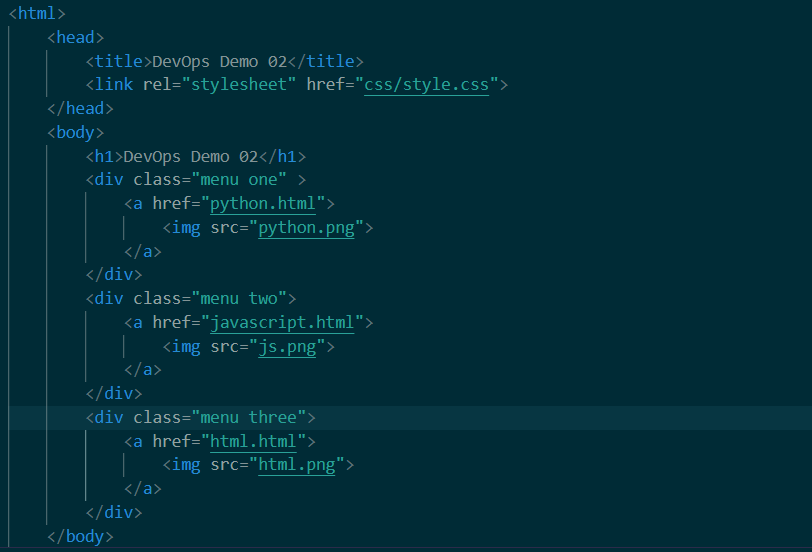 <html>
<head>
<title>DevOps Demo 02</title>
<link rel="stylesheet" href="css/style.css">
</head>
<body>
<h1>DevOps Demo 02</h1>
<div class="menu one" >
<a href="python.html">
<img src="python.png">
</a>
</div>
<div class="menu two">
<a href="javascript.html">
<img src="js.png">
</a>
</div>
<div class="menu three">
<a href="html.html">
<img src="html.png">
</a>
</div>
</body>